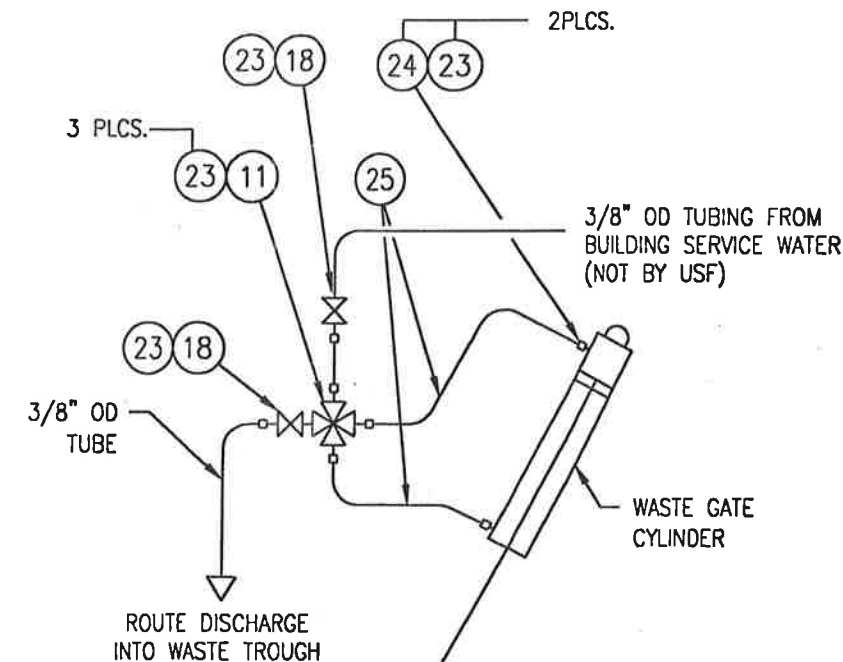 2PLCS.
23 18
24 23
3 PLCS.
23 11
25
3/8" OD TUBING FROM
BUILDING SERVICE WATER
(NOT BY USF)
23 18
3/8" OD
TUBE
WASTE GATE
CYLINDER
ROUTE DISCHARGE
INTO WASTE TROUGH